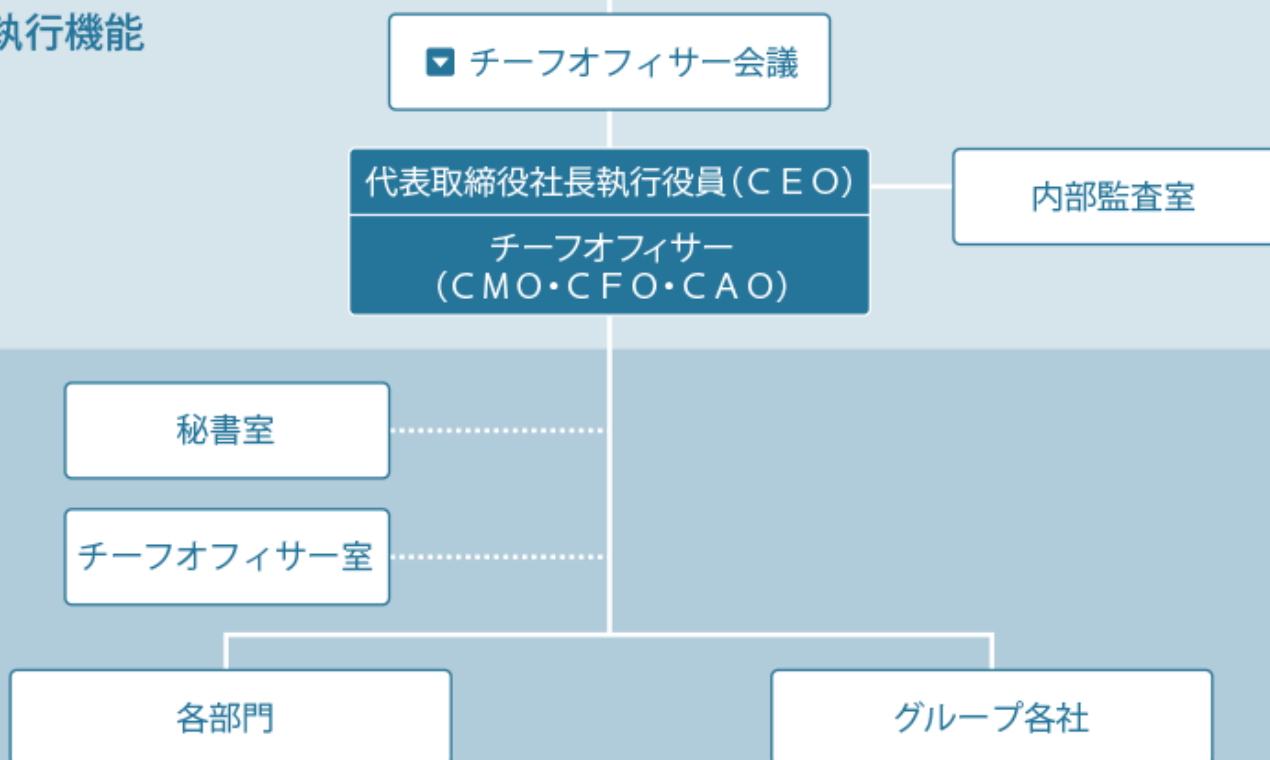 執行機能
チーフオフィサー会議
代表取締役社長執行役員(ＣＥＯ)
内部監査室
チーフオフィサー
(ＣＭＯ・ＣＦＯ・ＣＡＯ)
秘書室
チーフオフィサー室
各部門
グループ各社